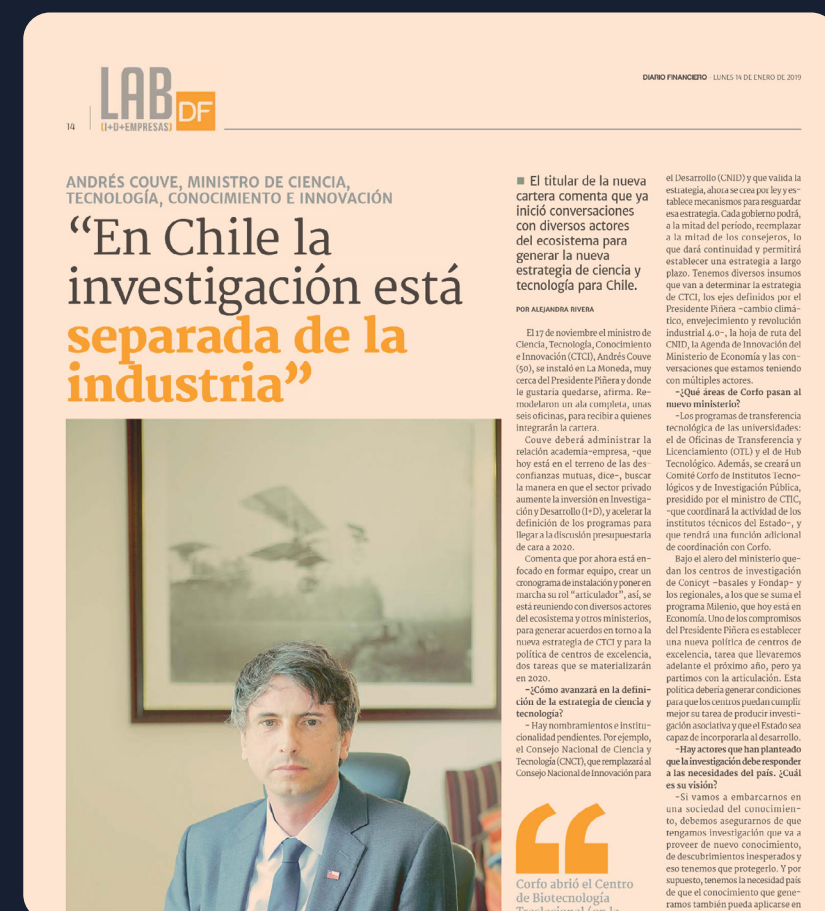 14
LAB
DF
(I+D+EMPRESAS)
DIARIO FINANCIERO - LUNES 14 DE ENERO DE 2019
ANDRÉS COUVE, MINISTRO DE CIENCIA,
TECNOLOGÍA, CONOCIMIENTO E INNOVACIÓN
“En Chile la
investigación está
separada de la
industria”
El titular de la nueva
cartera comenta que ya
inició conversaciones
con diversos actores
del ecosistema para
generar la nueva
estrategia de ciencia y
tecnología para Chile.
POR ALEJANDRA RIVERA
El 17 de noviembre el ministro de
Ciencia, Tecnología, Conocimiento
e Innovación (CTCI), Andrés Couve
(50), se instaló en La Moneda, muy
cerca del Presidente Piñera y donde
le gustaría quedarse, afirma. Re-
modelaron un ala completa, unas
seis oficinas, para recibir a quienes
integrarán la cartera.
Couve deberá administrar la
relación academia-empresa, -que
hoy está en el terreno de las des-
confianzas mutuas, dice-, buscar
la manera en que el sector privado
aumente la inversión en Investiga-
ción y Desarrollo (I+D), y acelerar la
definición de los programas para
llegar a la discusión presupuestaria
de cara a 2020.
Comenta que por ahora está en-
focado en formar equipo, crear un
cronograma de instalación y poner en
marcha su rol “articulador”, así, se
está reuniendo con diversos actores
del ecosistema y otros ministerios,
para generar acuerdos en torno a la
nueva estrategia de CTCI y para la
política de centros de excelencia,
dos tareas que se materializarán
en 2020.
-¿Cómo avanzará en la defini-
ción de la estrategia de ciencia y
tecnología?
- Hay nombramientos e institu-
cionalidad pendientes. Por ejemplo,
el Consejo Nacional de Ciencia y
Tecnología (CNCT), que remplazará al
Consejo Nacional de Innovación para
“
Corfo abrió el Centro
de Biotecnología
Traslacional (en la
el Desarrollo (CNID) y que valida la
estrategia, ahora se crea por ley y es-
tablece mecanismos para resguardar
esa estrategia. Cada gobierno podrá,
a la mitad del período, reemplazar
a la mitad de los consejeros, lo
que dará continuidad y permitirá
establecer una estrategia a largo
plazo. Tenemos diversos insumos
que van a determinar la estrategia
de CTCI, los ejes definidos por el
Presidente Piñera -cambio climá-
tico, envejecimiento y revolución
industrial 4.0-, la hoja de ruta del
CNID, la Agenda de Innovación del
Ministerio de Economía y las con-
versaciones que estamos teniendo
con múltiples actores.
-¿Qué áreas de Corfo pasan al
nuevo ministerio?
-Los programas de transferencia
tecnológica de las universidades:
el de Oficinas de Transferencia y
Licenciamiento (OTL) y el de Hub
Tecnológico. Además, se creará un
Comité Corfo de Institutos Tecno-
lógicos y de Investigación Pública,
presidido por el ministro de CTIC,
-que coordinará la actividad de los
institutos técnicos del Estado-, y
que tendrá una función adicional
de coordinación con Corfo.
Bajo el alero del ministerio que-
dan los centros de investigación
de Conicyt -basales y Fondap- y
los regionales, a los que se suma el
programa Milenio, que hoy está en
Economía. Uno de los compromisos
del Presidente Piñera es establecer
una nueva política de centros de
excelencia, tarea que llevaremos
adelante el próximo año, pero ya
partimos con la articulación. Esta
política debería generar condiciones
para que los centros puedan cumplir
mejor su tarea de producir investi-
gación asociativa y que el Estado sea
capaz de incorporarla al desarrollo.
-Hay actores que han planteado
que la investigación debe responder
a las necesidades del país. ¿Cuál
es su visión?
-Si vamos a embarcarnos en
una sociedad del conocimien-
to, debemos asegurarnos de que
tengamos investigación que va a
proveer de nuevo conocimiento,
de descubrimientos inesperados y
eso tenemos que protegerlo. Y por
supuesto, tenemos la necesidad país
de que el conocimiento que gene-
ramos también pueda aplicarse en